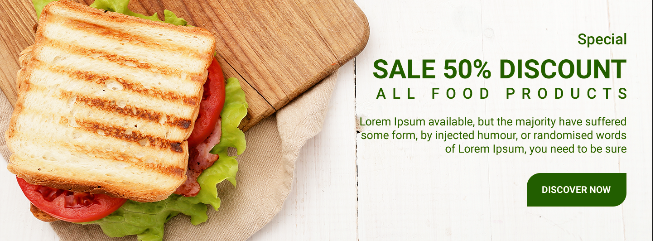 Special
SALE 50% DISCOUNT
ALL FOOD PRODUCTS
Lorem Ipsum available, but the majority have suffered
some form, by injected humour, or randomised words
of Lorem Ipsum, you need to be sure
DISCOVER NOW